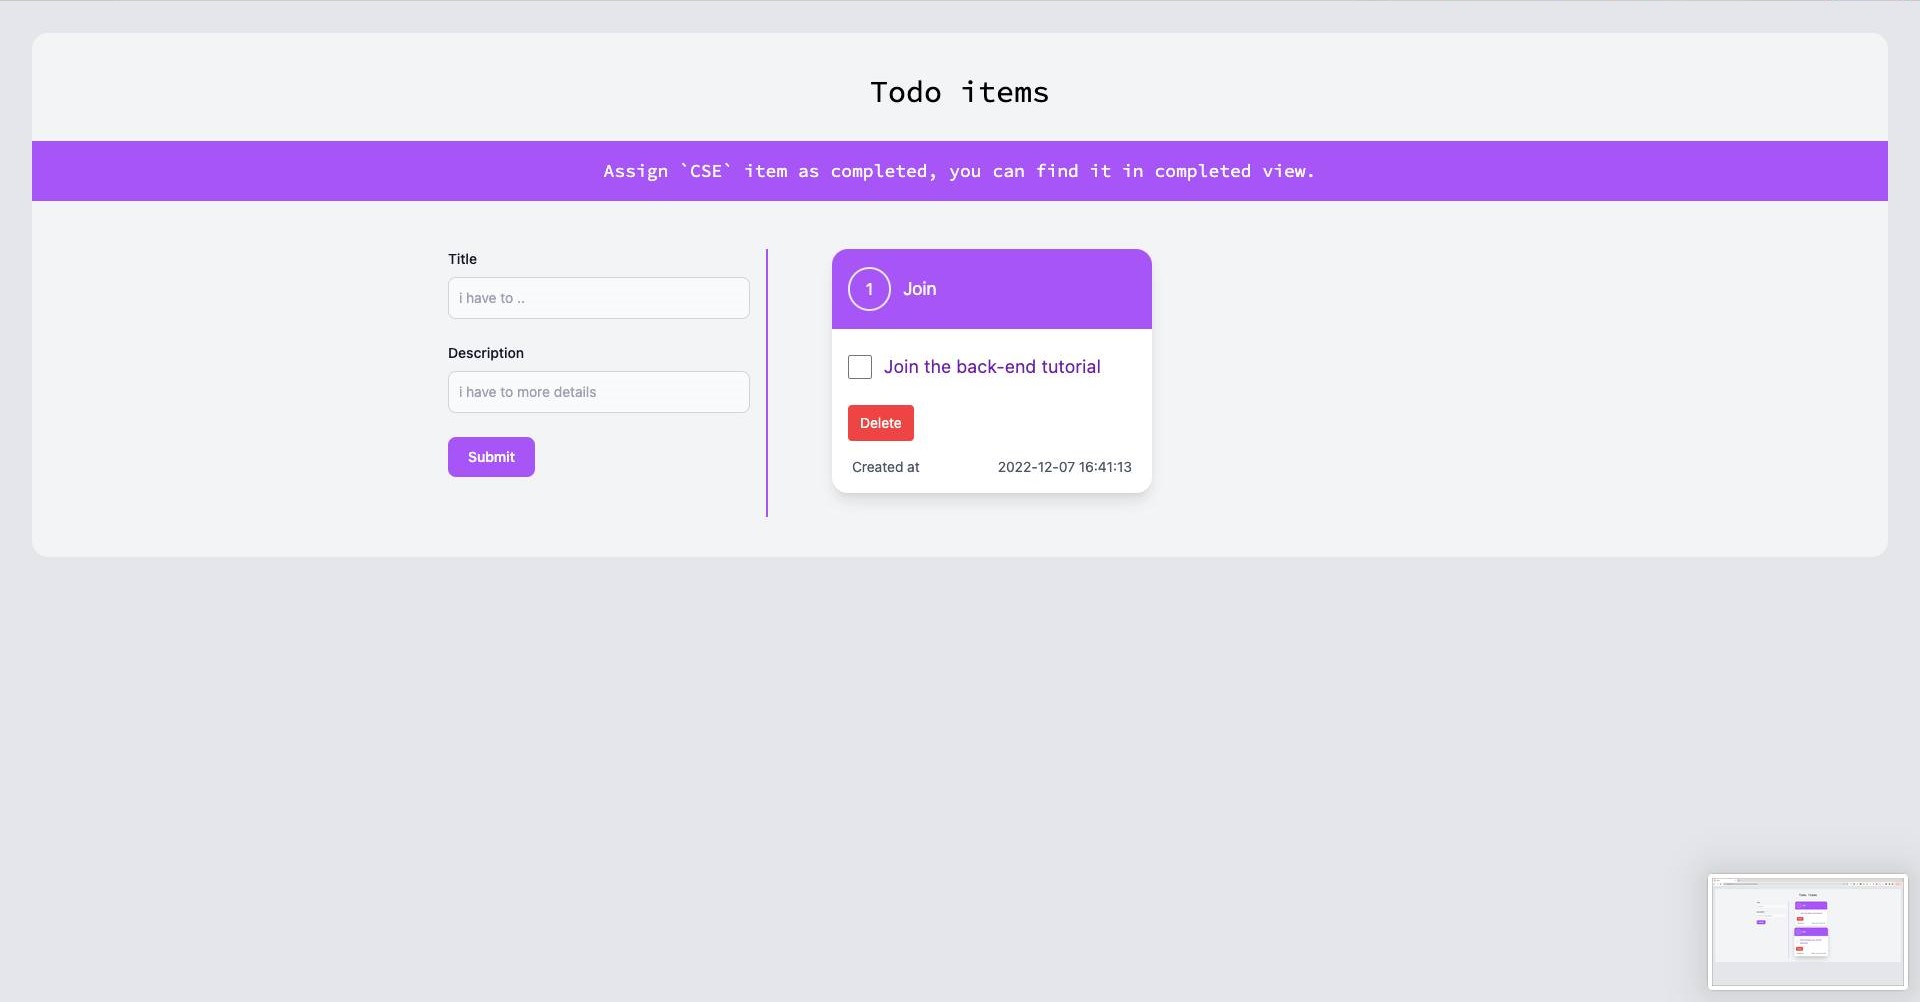 Todo items
Assign `CSE` item as completed, you can find it in completed view.
Title
i have to ..
Description
i have to more details
Submit
1 Join
Join the back-end tutorial
Delete
Created at 2022-12-07 16:41:13